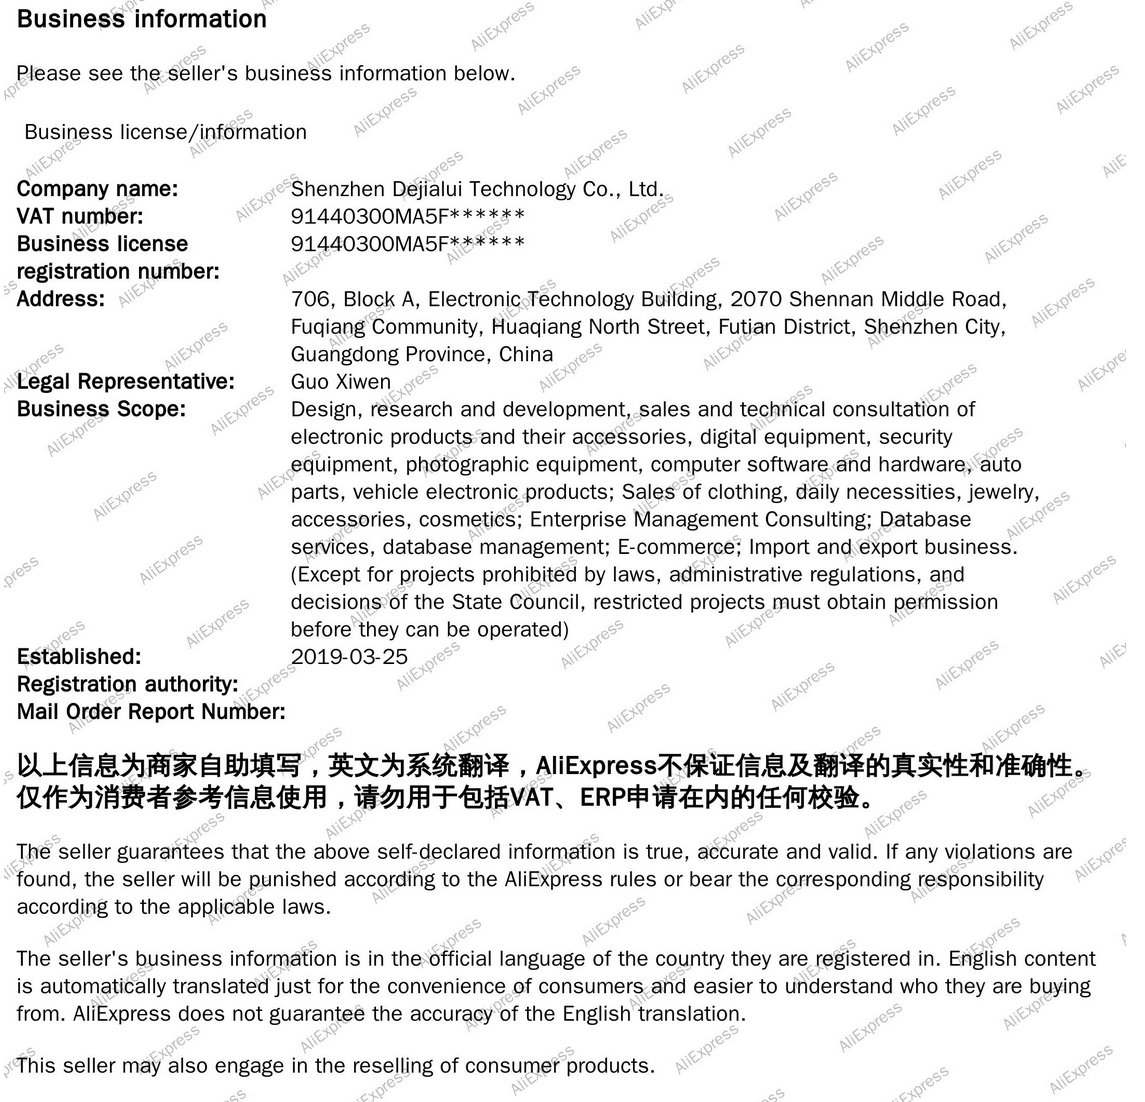 Business information
Please see the seller's business information below.
Business license/information
Company name: Shenzhen Dejialui Technology Co., Ltd.
VAT number: 91440300MA5F******
Business license 91440300MA5F******
registration number:
Address: 706, Block A, Electronic Technology Building, 2070 Shennan Middle Road,
Fuqiang Community, Huaqiang North Street, Futian District, Shenzhen City,
Guangdong Province, China
Legal Representative: Guo Xiwen
Business Scope: Design, research and development, sales and technical consultation of
electronic products and their accessories, digital equipment, security
equipment, photographic equipment, computer software and hardware, auto
parts, vehicle electronic products; Sales of clothing, daily necessities, jewelry,
accessories, cosmetics; Enterprise Management Consulting; Database
services, database management; E-commerce; Import and export business.
(Except for projects prohibited by laws, administrative regulations, and
decisions of the State Council, restricted projects must obtain permission
before they can be operated)
Established: 2019-03-25
Registration authority:
Mail Order Report Number:
以上信息为商家自助填写，英文为系统翻译，AliExpress不保证信息及翻译的真实性和准确性。
仅作为消费者参考信息使用，请勿用于包括VAT、ERP申请在内的任何校验。
The seller guarantees that the above self-declared information is true, accurate and valid. If any violations are
found, the seller will be punished according to the AliExpress rules or bear the corresponding responsibility
according to the applicable laws.
The seller's business information is in the official language of the country they are registered in. English content
is automatically translated just for the convenience of consumers and easier to understand who they are buying
from. AliExpress does not guarantee the accuracy of the English translation.
This seller may also engage in the reselling of consumer products.
AliExpress